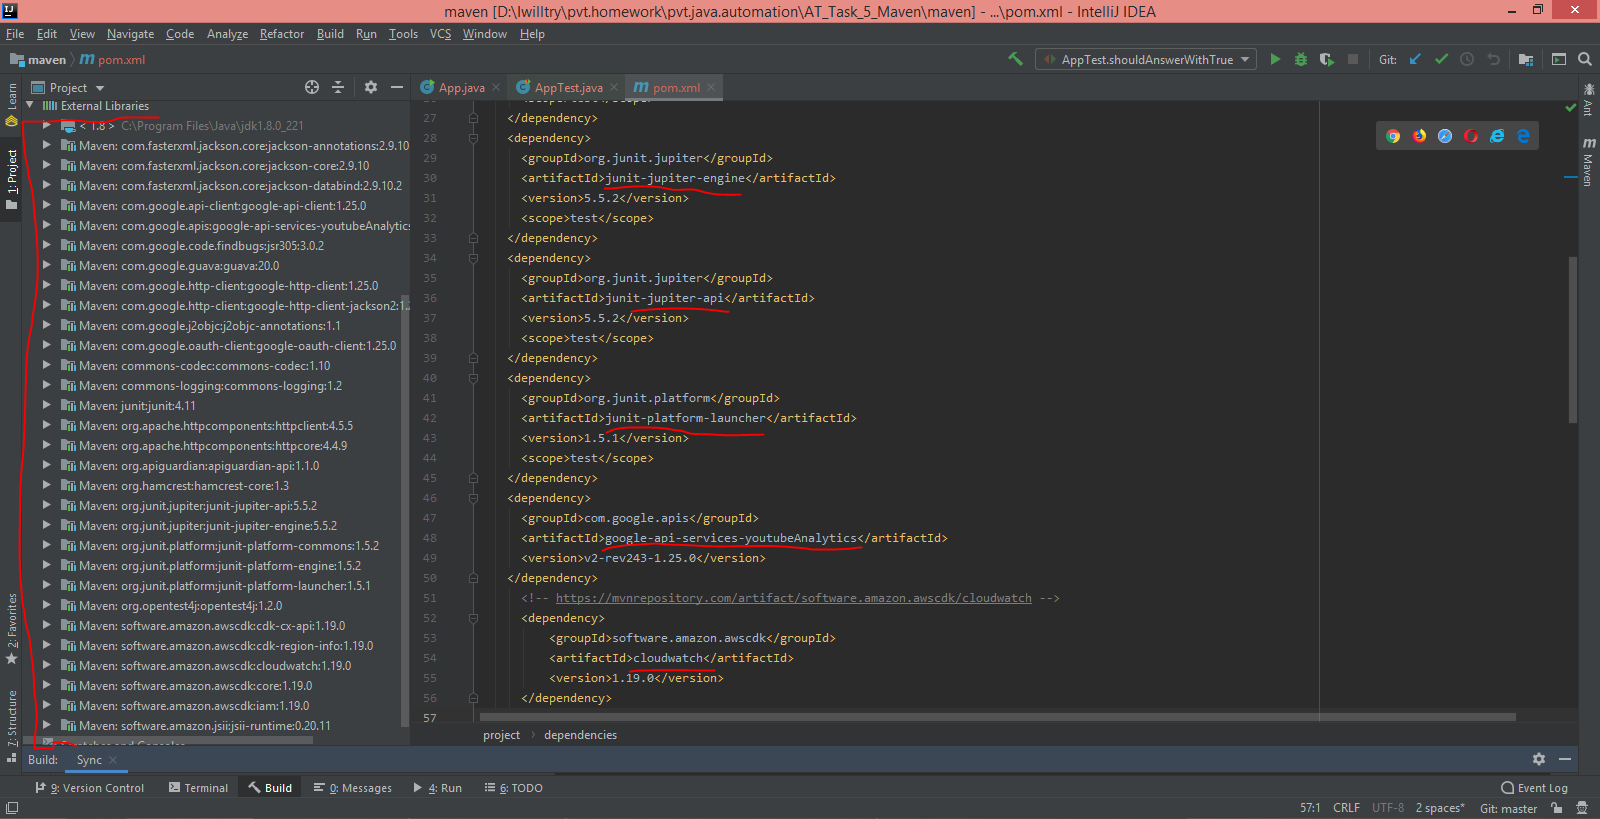 maven [D:\Iwilltry\pvt.homework\pvt.java.automation\AT_Task_5_Maven\maven] - ...\pom.xml - IntelliJ IDEA
File Edit View Navigate Code Analyze Refactor Build Run Tools VCS Window Help
maven pom.xml
AppTest.shouldAnswerWithTrue
Git:
Learn
1: Project
2: Favorites
7: Structure
Project
External Libraries
< 1.8 > C:\Program Files\Java\jdk1.8.0_221
Maven: com.fasterxml.jackson.core:jackson-annotations:2.9.10
Maven: com.fasterxml.jackson.core:jackson-core:2.9.10
Maven: com.fasterxml.jackson.core:jackson-databind:2.9.10.2
Maven: com.google.api-client:google-api-client:1.25.0
Maven: com.google.apis:google-api-services-youtubeAnalytics
Maven: com.google.code.findbugs:jsr305:3.0.2
Maven: com.google.guava:guava:20.0
Maven: com.google.http-client:google-http-client:1.25.0
Maven: com.google.http-client:google-http-client-jackson2:1.
Maven: com.google.j2objc:j2objc-annotations:1.1
Maven: com.google.oauth-client:google-oauth-client:1.25.0
Maven: commons-codec:commons-codec:1.10
Maven: commons-logging:commons-logging:1.2
Maven: junit:junit:4.11
Maven: org.apache.httpcomponents:httpclient:4.5.5
Maven: org.apache.httpcomponents:httpcore:4.4.9
Maven: org.apiguardian:apiguardian-api:1.1.0
Maven: org.hamcrest:hamcrest-core:1.3
Maven: org.junit.jupiter:junit-jupiter-api:5.5.2
Maven: org.junit.jupiter:junit-jupiter-engine:5.5.2
Maven: org.junit.platform:junit-platform-commons:1.5.2
Maven: org.junit.platform:junit-platform-engine:1.5.2
Maven: org.junit.platform:junit-platform-launcher:1.5.1
Maven: org.opentest4j:opentest4j:1.2.0
Maven: software.amazon.awscdk:cdk-cx-api:1.19.0
Maven: software.amazon.awscdk:cdk-region-info:1.19.0
Maven: software.amazon.awscdk:cloudwatch:1.19.0
Maven: software.amazon.awscdk:core:1.19.0
Maven: software.amazon.awscdk:iam:1.19.0
Maven: software.amazon.jsii:jsii-runtime:0.20.11
App.java AppTest.java pom.xml
27 </dependency>
28 <dependency>
29 <groupId>org.junit.jupiter</groupId>
30 <artifactId>junit-jupiter-engine</artifactId>
31 <version>5.5.2</version>
32 <scope>test</scope>
33 </dependency>
34 <dependency>
35 <groupId>org.junit.jupiter</groupId>
36 <artifactId>junit-jupiter-api</artifactId>
37 <version>5.5.2</version>
38 <scope>test</scope>
39 </dependency>
40 <dependency>
41 <groupId>org.junit.platform</groupId>
42 <artifactId>junit-platform-launcher</artifactId>
43 <version>1.5.1</version>
44 <scope>test</scope>
45 </dependency>
46 <dependency>
47 <groupId>com.google.apis</groupId>
48 <artifactId>google-api-services-youtubeAnalytics</artifactId>
49 <version>v2-rev243-1.25.0</version>
50 </dependency>
51 <!-- https://mvnrepository.com/artifact/software.amazon.awscdk/cloudwatch -->
52 <dependency>
53 <groupId>software.amazon.awscdk</groupId>
54 <artifactId>cloudwatch</artifactId>
55 <version>1.19.0</version>
56 </dependency>
57
project dependencies
Ant
Maven
Build: Sync
9: Version Control Terminal Build 0: Messages 4: Run 6: TODO Event Log
57:1 CRLF UTF-8 2 spaces* Git: master